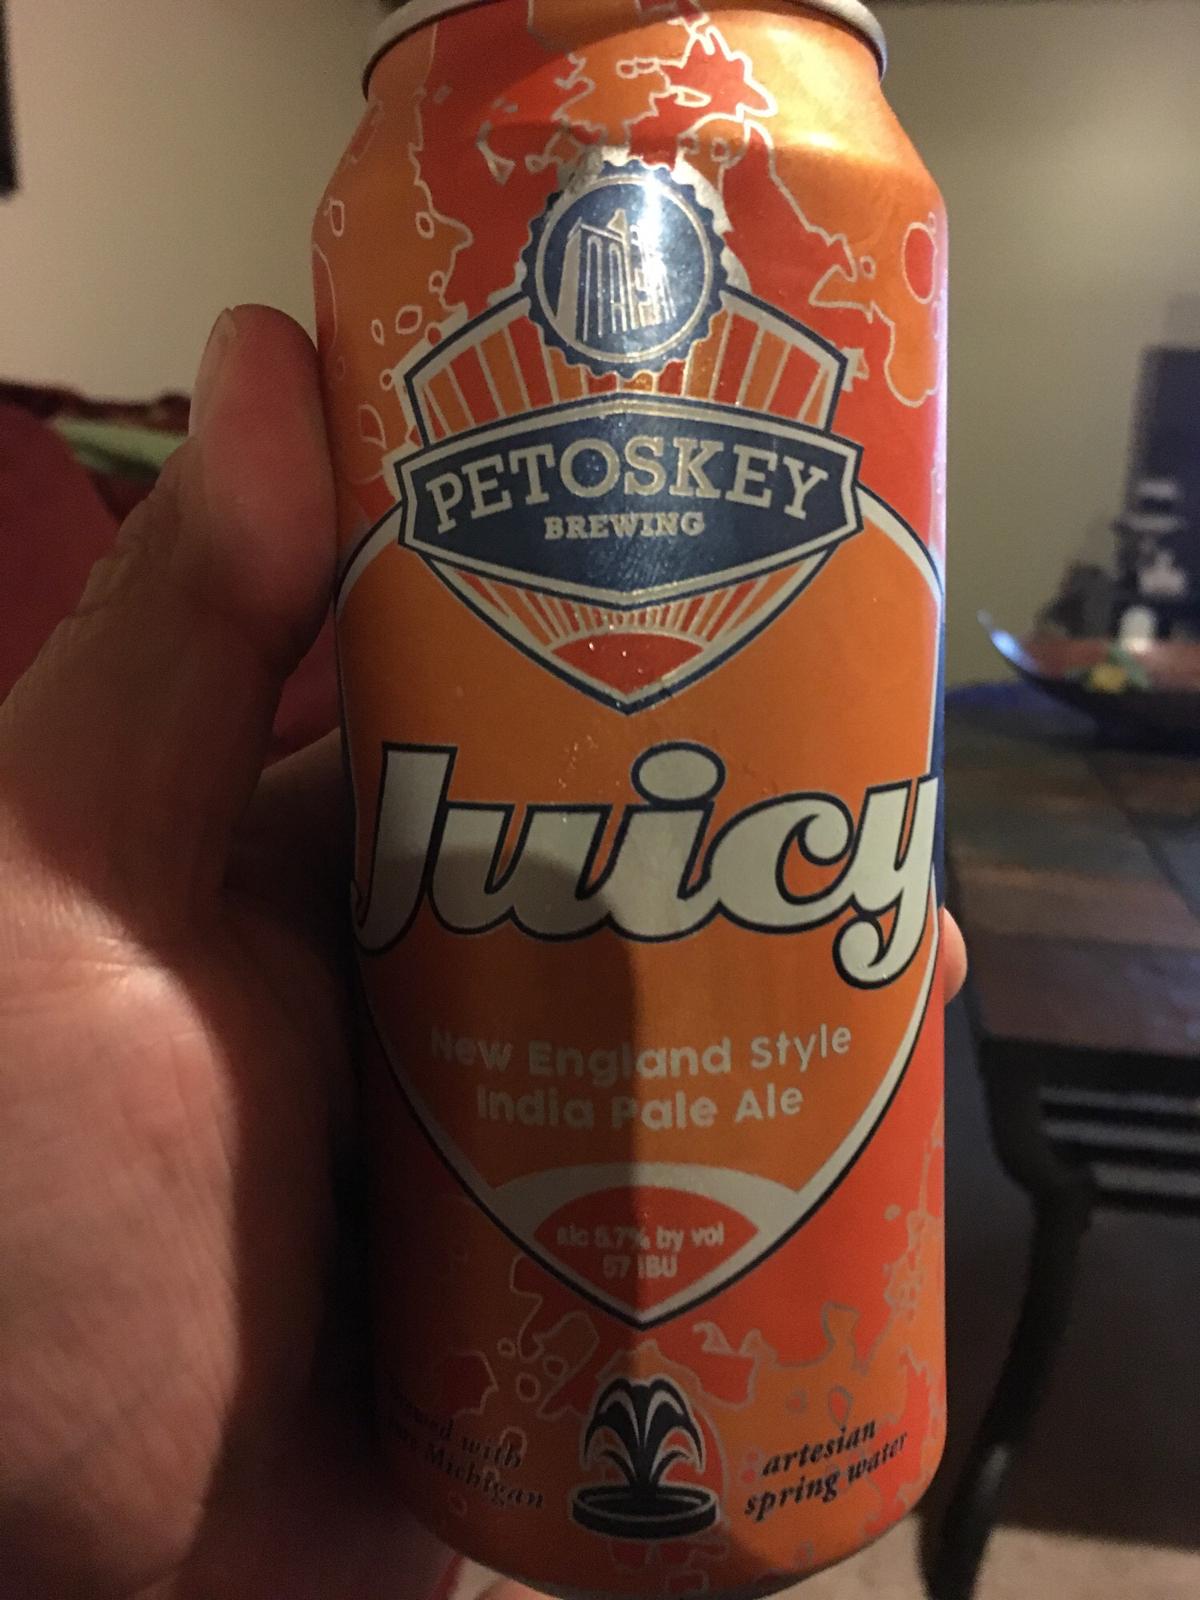 PETOSKEY
BREWING
Juicy
New England Style
India Pale Ale
alc 5.7% by vol
57 IBU
with
Michigan
artesian
spring water